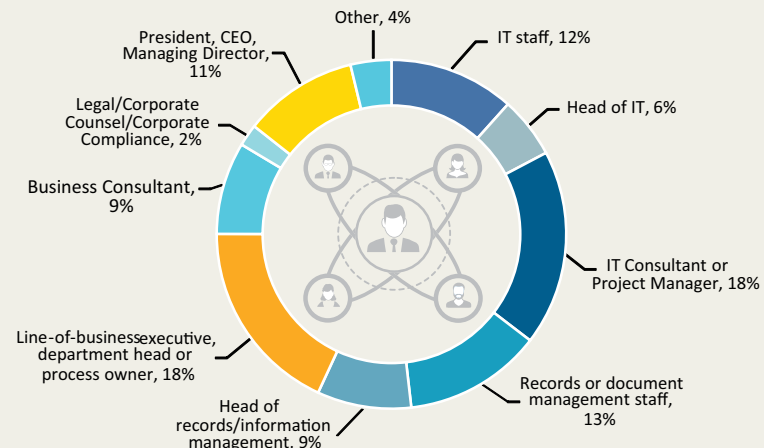 Other, 4%
IT staff, 12%
Head of IT, 6%
IT Consultant or
Project Manager, 18%
Records or document
management staff,
13%
Head of
records/information
management, 9%
Line-of-businessexecutive,
department head or
process owner, 18%
Business Consultant,
9%
Legal/Corporate
Counsel/Corporate
Compliance, 2%
President, CEO,
Managing Director,
11%